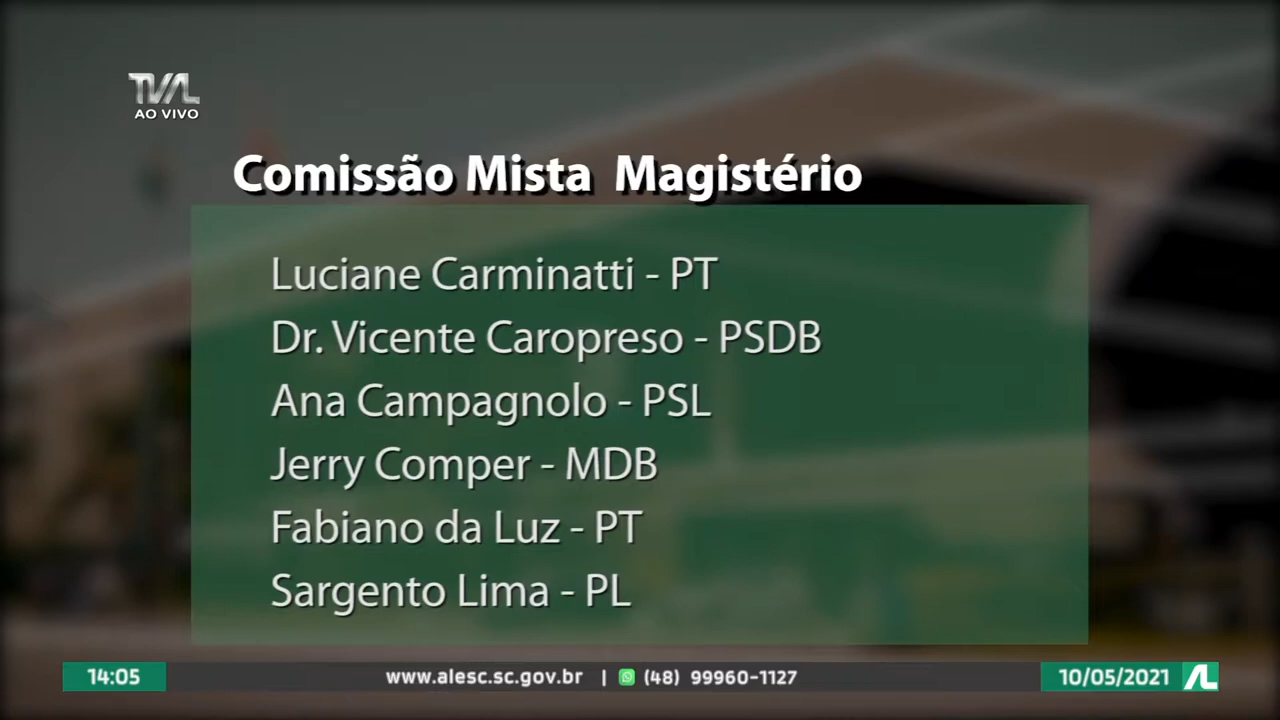 TVAL
AO VIVO
Comissão Mista Magistério
Luciane Carminatti - PT
Dr. Vicente Caropreso - PSDB
Ana Campagnolo - PSL
Jerry Comper - MDB
Fabiano da Luz - PT
Sargento Lima - PL
14:05 www.alesc.sc.gov.br | (48) 99960-1127 10/05/2021 AL